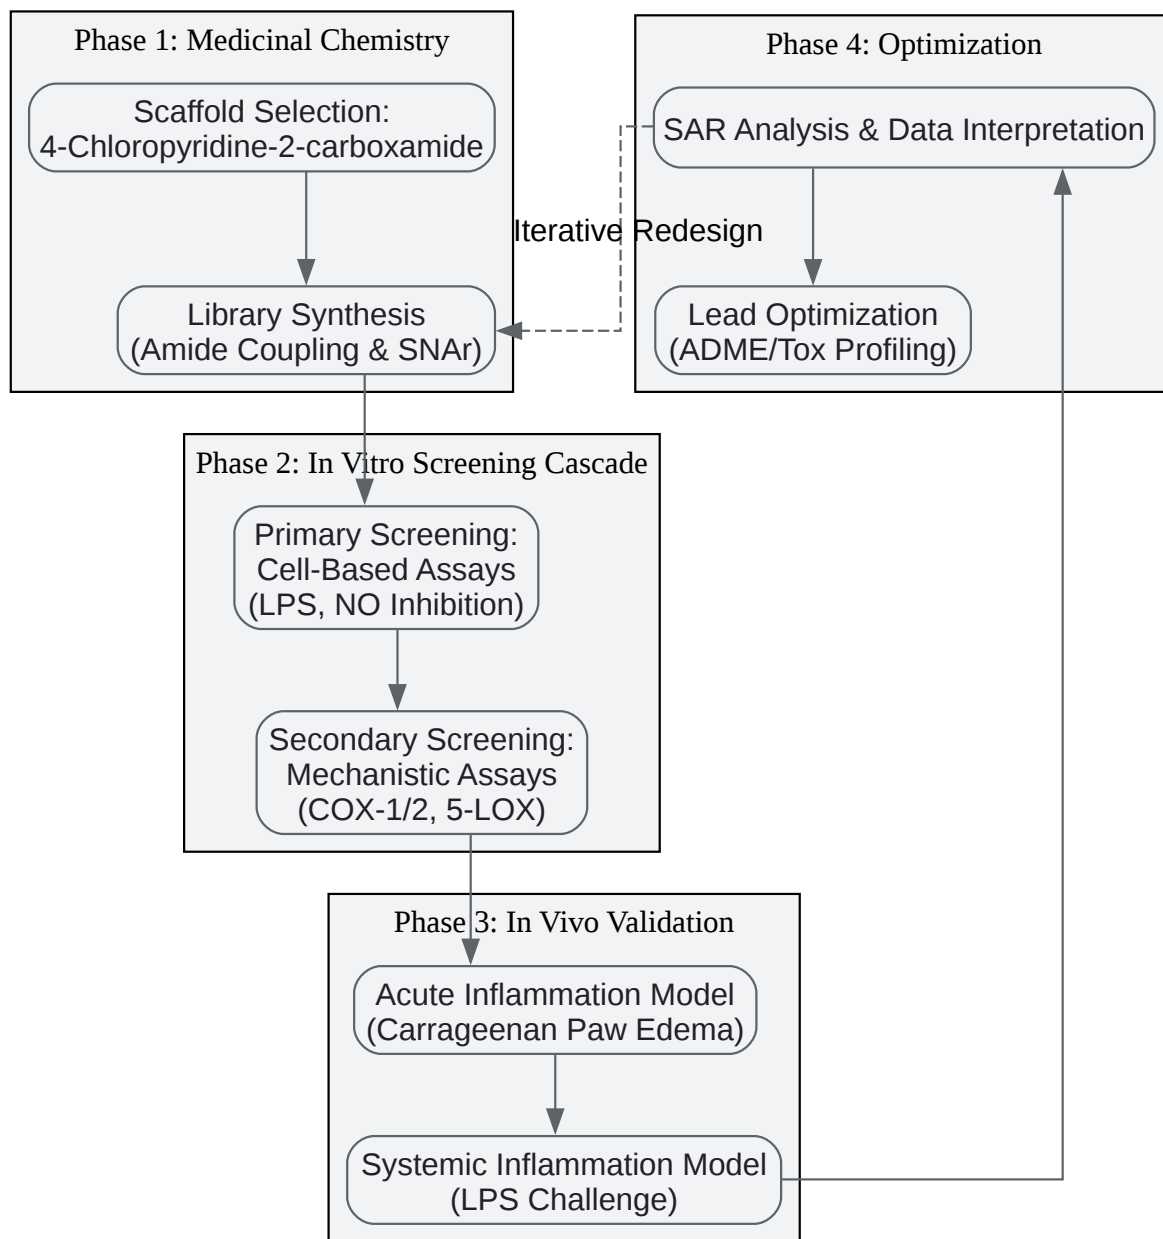 Phase 1: Medicinal Chemistry
Scaffold Selection:
4-Chloropyridine-2-carboxamide
Library Synthesis
(Amide Coupling & SNAr)
Phase 4: Optimization
SAR Analysis & Data Interpretation
Iterative Redesign
Lead Optimization
(ADME/Tox Profiling)
Phase 2: In Vitro Screening Cascade
Primary Screening:
Cell-Based Assays
(LPS, NO Inhibition)
Secondary Screening:
Mechanistic Assays
(COX-1/2, 5-LOX)
Phase 3: In Vivo Validation
Acute Inflammation Model
(Carrageenan Paw Edema)
Systemic Inflammation Model
(LPS Challenge)